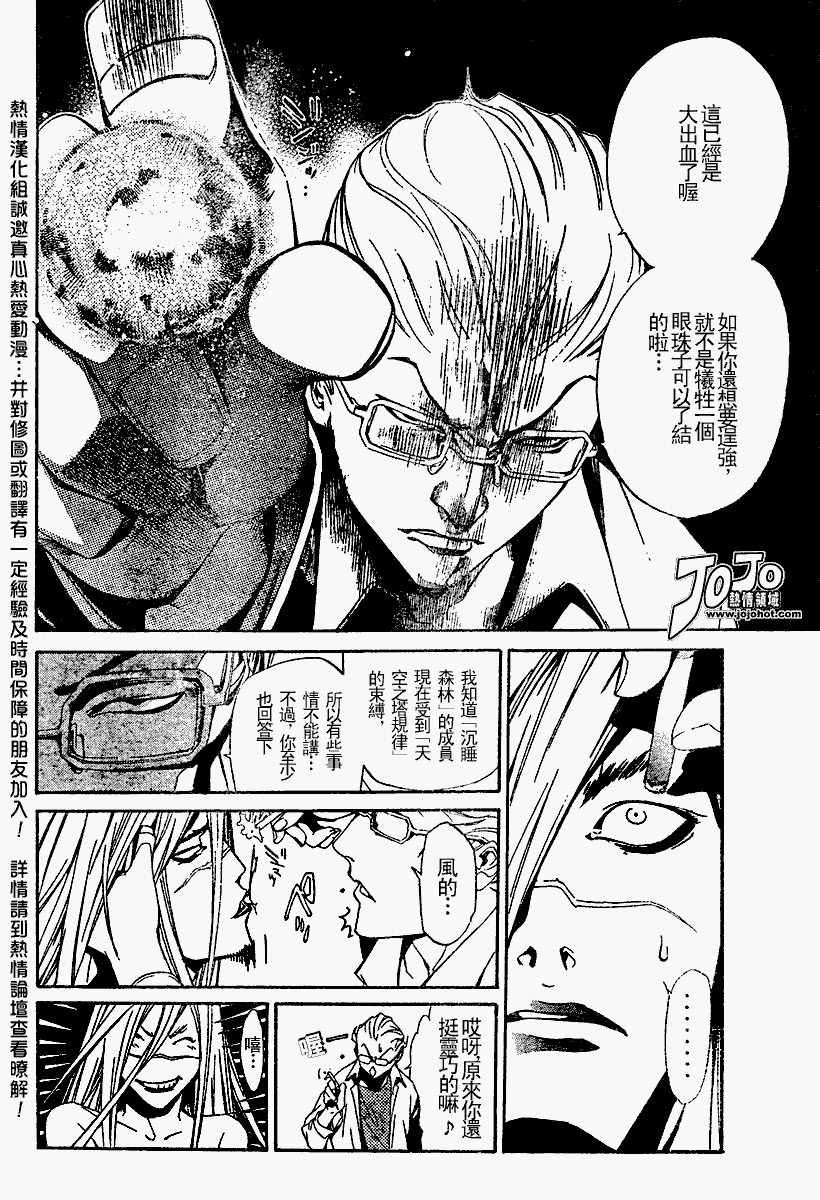 這已經是
大出血了喔
如果你還想要逞強，
就不是犧牲一個
眼珠子可以了結
的啦…
JOJO
熱情領域
www.jojohot.com
………
我知道「沉睡
森林」的成員
現在受到「天
空之塔規律」
的束縛，
所以有些事
情不能講…
不過，你至少
也回答下
風的…
哎呀，原來你還
挺靈巧的嘛♪
喔一
嘻…
熱情漢化組誠邀真心熱愛動漫…并對修圖或翻譯有一定經驗及時間保障的朋友加入！ 詳情請到熱情論壇查看瞭解！